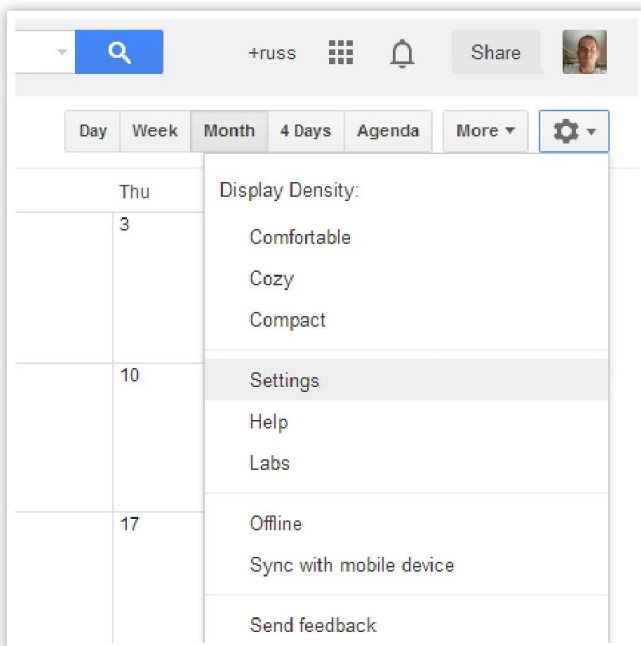 +russ Share
Day Week Month 4 Days Agenda More
Thu
3
10
17
Display Density:
Comfortable
Cozy
Compact
Settings
Help
Labs
Offline
Sync with mobile device
Send feedback